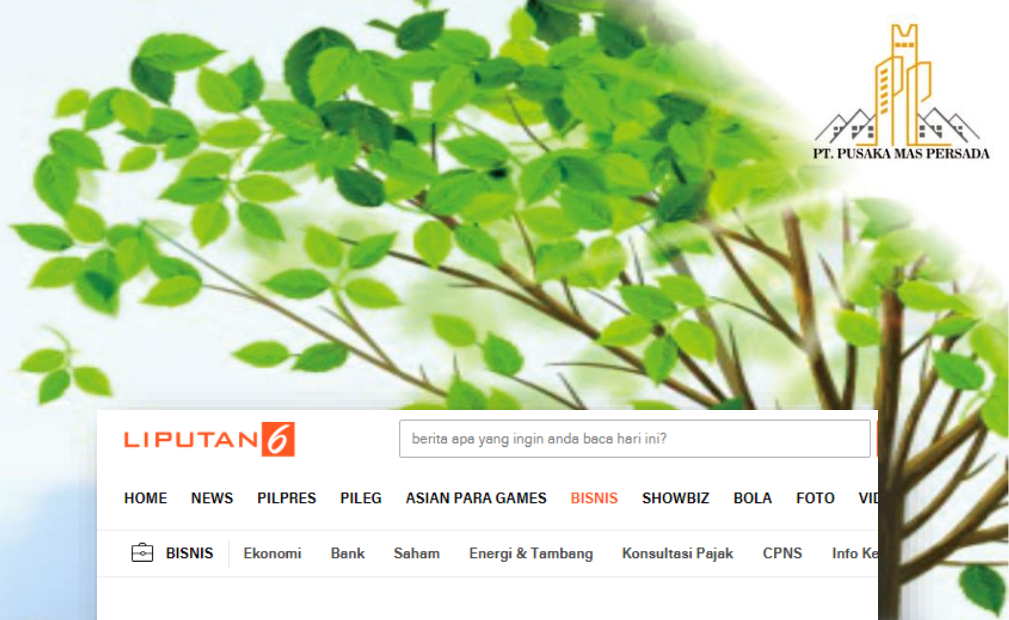 PT. PUSAKA MAS PERSADA
LIPUTAN6
berita apa yang ingin anda baca hari ini?
HOME NEWS PILPRES PILEG ASIAN PARA GAMES BISNIS SHOWBIZ BOLA FOTO
BISNIS Ekonomi Bank Saham Energi & Tambang Konsultasi Pajak CPNS Info